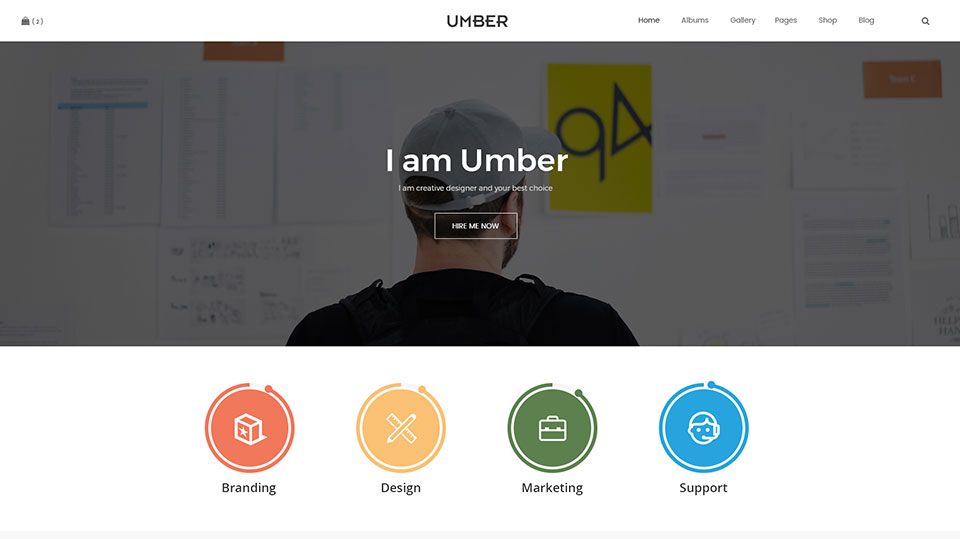 ( 2 )
UMBER
Home Albums Gallery Pages Shop Blog
94
I am Umber
I am creative designer and your best choice
HIRE ME NOW
Branding Design Marketing Support